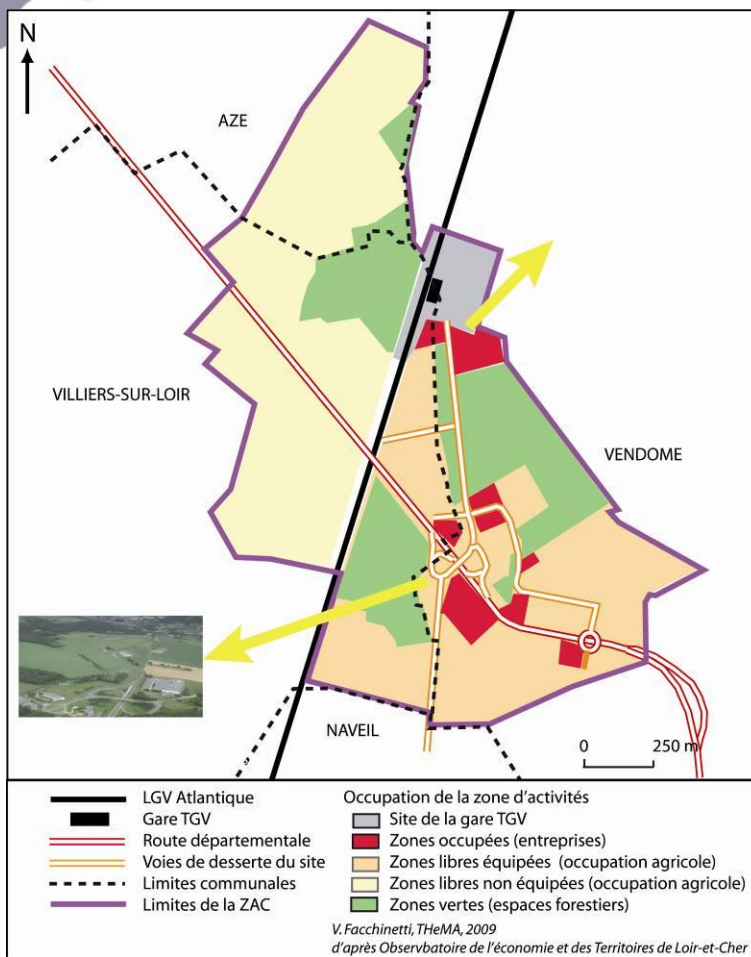 N
AZE
VILLIERS-SUR-LOIR
VENDOME
NAVEIL
0 250 m
LGV Atlantique
Gare TGV
Route départementale
Voies de desserte du site
Limites communales
Limites de la ZAC
Occupation de la zone d'activités
Site de la gare TGV
Zones occupées (entreprises)
Zones libres équipées (occupation agricole)
Zones libres non équipées (occupation agricole)
Zones vertes (espaces forestiers)
V. Facchinetti, THeMA, 2009
d'après Obsevbatoire de l'économie et des Territoires de Loir-et-Cher